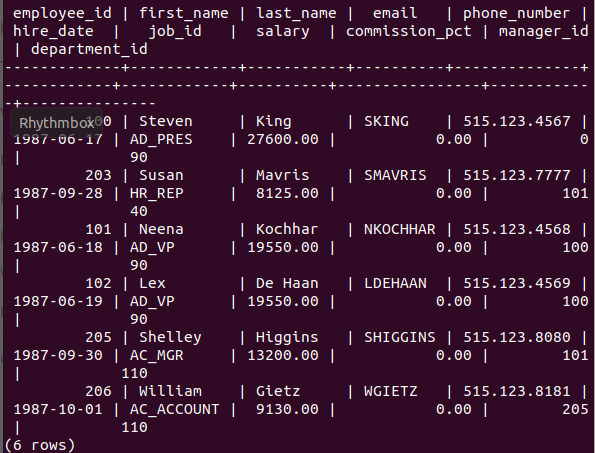 employee_id | first_name | last_name |  email   | phone_number |
hire_date  |   job_id   |  salary  | commission_pct | manager_id
| department_id
-------------+------------+-----------+----------+--------------+
------------+------------+----------+----------------+-----------
-+---------------
100 | Steven     | King      | SKING    | 515.123.4567 |
Rhythmbox
1987-06-17 | AD_PRES    | 27600.00 |           0.00 |          0
|            90
203 | Susan      | Mavris    | SMAVRIS  | 515.123.7777 |
1987-09-28 | HR_REP     |  8125.00 |           0.00 |        101
|            40
101 | Neena      | Kochhar   | NKOCHHAR | 515.123.4568 |
1987-06-18 | AD_VP      | 19550.00 |           0.00 |        100
|            90
102 | Lex        | De Haan   | LDEHAAN  | 515.123.4569 |
1987-06-19 | AD_VP      | 19550.00 |           0.00 |        100
|            90
205 | Shelley    | Higgins   | SHIGGINS | 515.123.8080 |
1987-09-30 | AC_MGR     | 13200.00 |           0.00 |        101
|           110
206 | William    | Gietz     | WGIETZ   | 515.123.8181 |
1987-10-01 | AC_ACCOUNT |  9130.00 |           0.00 |        205
|           110
(6 rows)